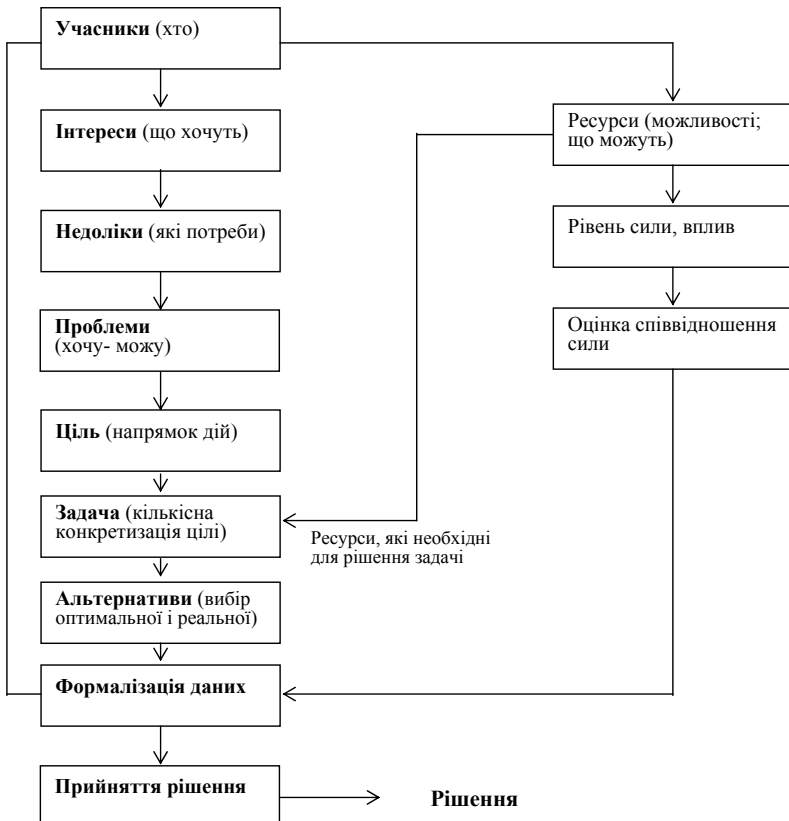 Учасники (хто)
Інтереси (що хочуть)
Недоліки (які потреби)
Проблеми
(хочу- можу)
Ціль (напрямок дій)
Задача (кількісна
конкретизація цілі)
Альтернативи (вибір
оптимальної і реальної)
Формалізація даних
Прийняття рішення
Рішення
Ресурси (можливості;
що можуть)
Рівень сили, вплив
Оцінка співвідношення
сили
Ресурси, які необхідні
для рішення задачі